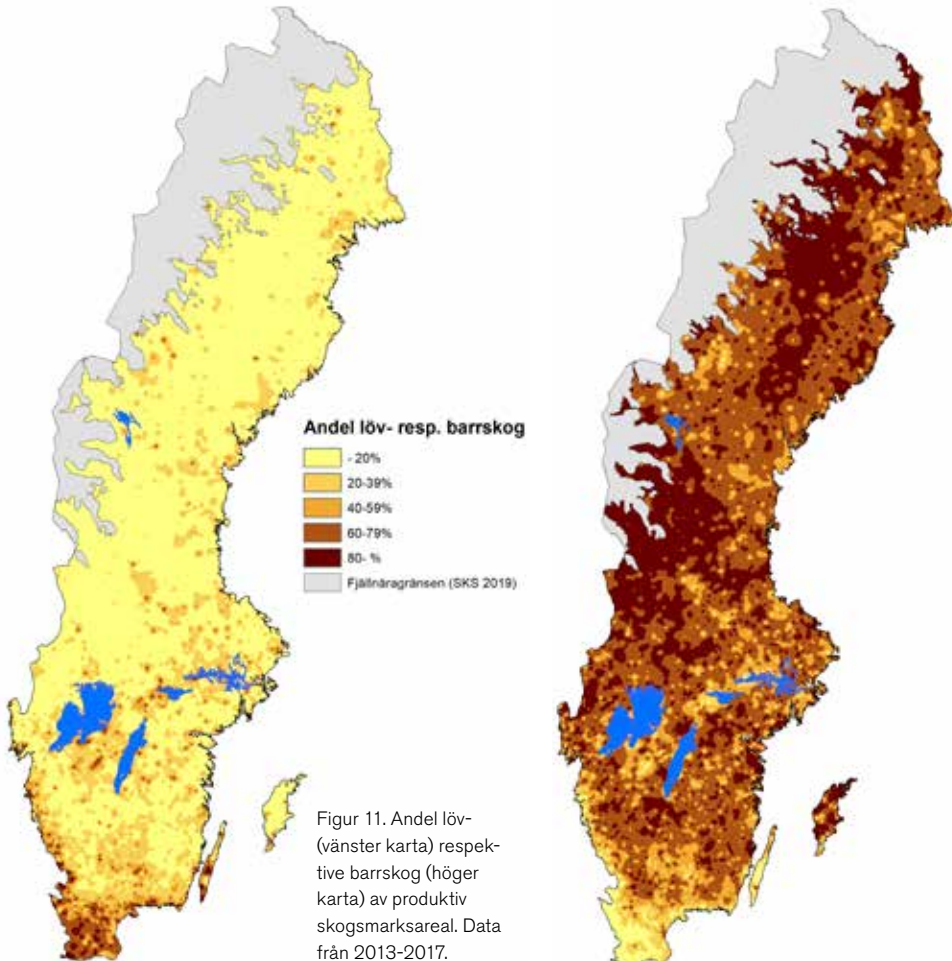 Andel löv- resp. barrskog
- 20%
20-39%
40-59%
60-79%
80- %
Fjällnäragränsen (SKS 2019)
Figur 11. Andel löv-
(vänster karta) respek-
tive barrskog (höger
karta) av produktiv
skogsmarksareal. Data
från 2013-2017.